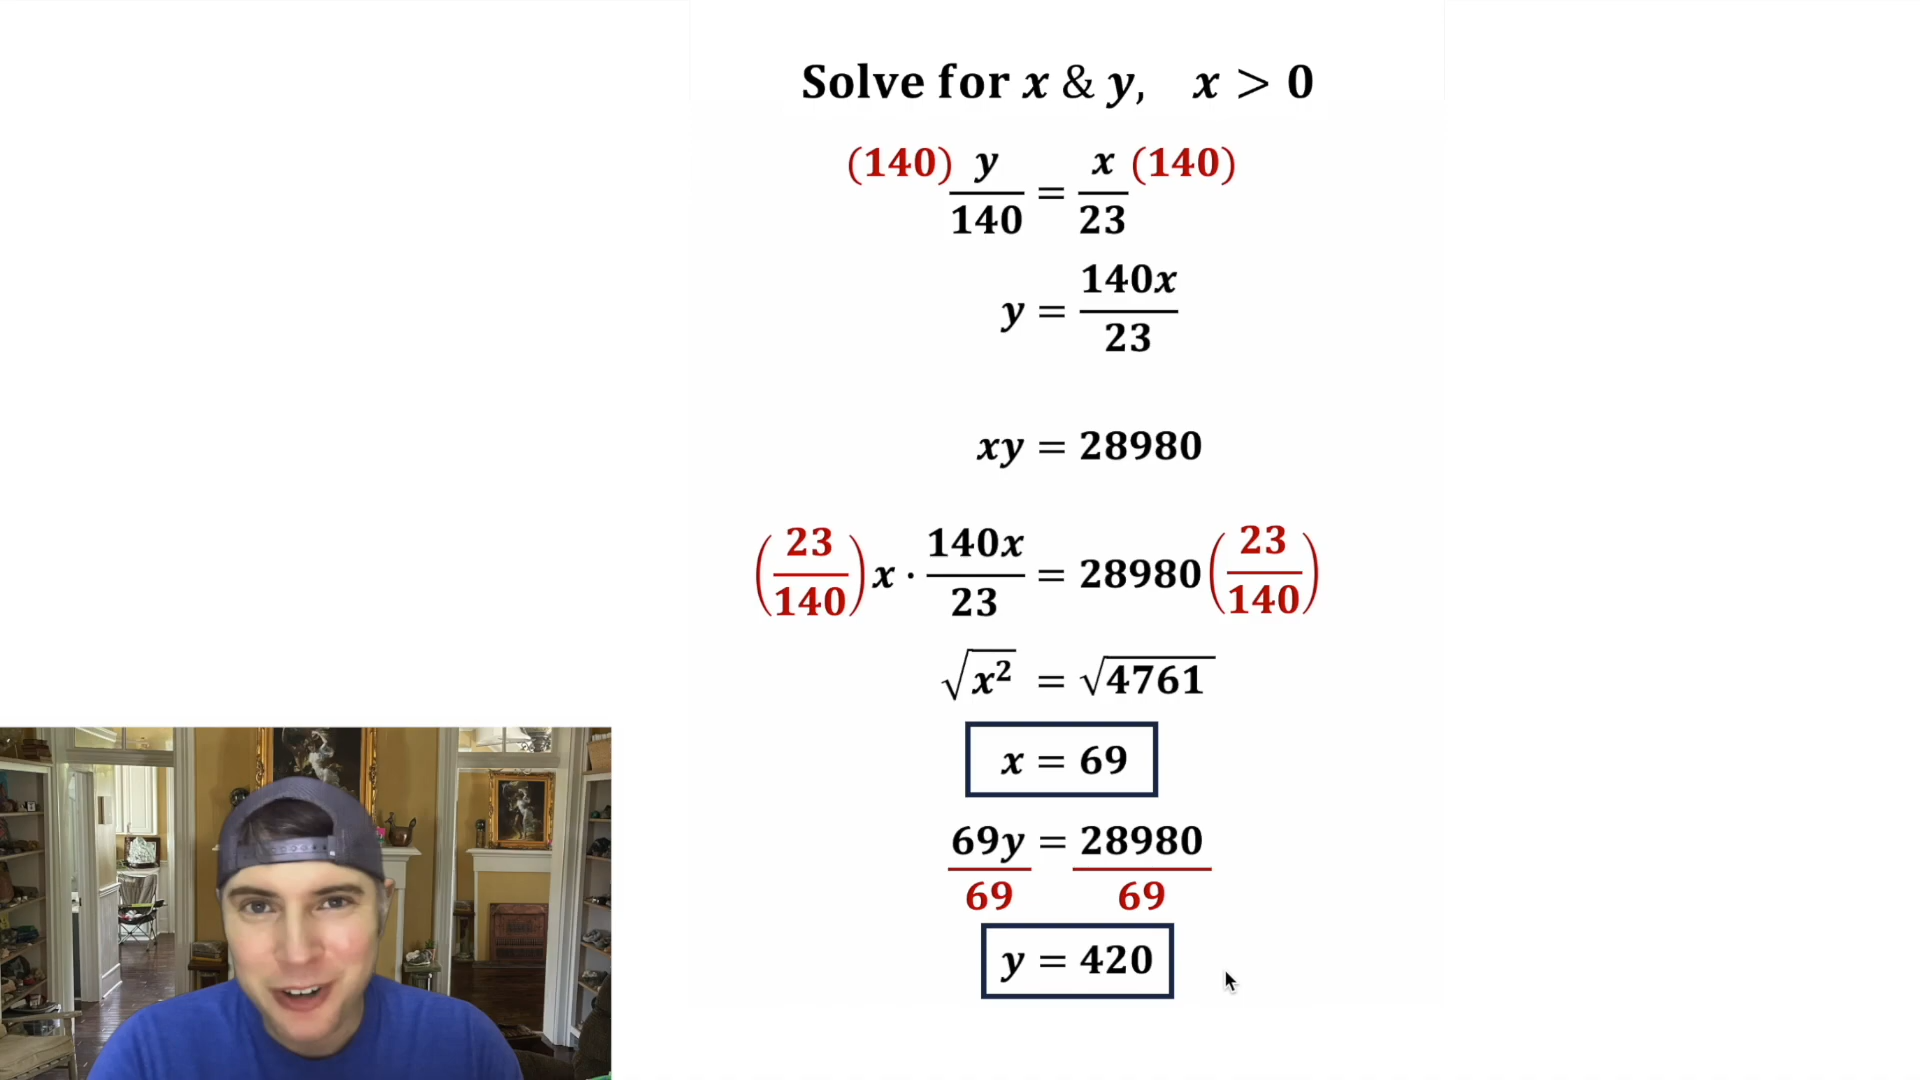 Solve for x & y, x > 0
(140) y/140 = x/23 (140)
y = 140x/23
xy = 28980
(23/140) x · 140x/23 = 28980 (23/140)
√x² = √4761
x = 69
69y/69 = 28980/69
y = 420